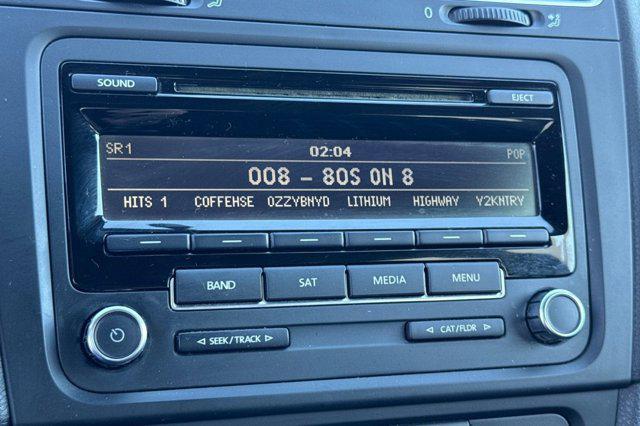 0
SOUND
EJECT
SR1 02:04 POP
008 - 80S ON 8
HITS 1 COFFEHSE OZZYBNYD LITHIUM HIGHWAY Y2KNTRY
BAND SAT MEDIA MENU
SEEK/TRACK
CAT/FLDR